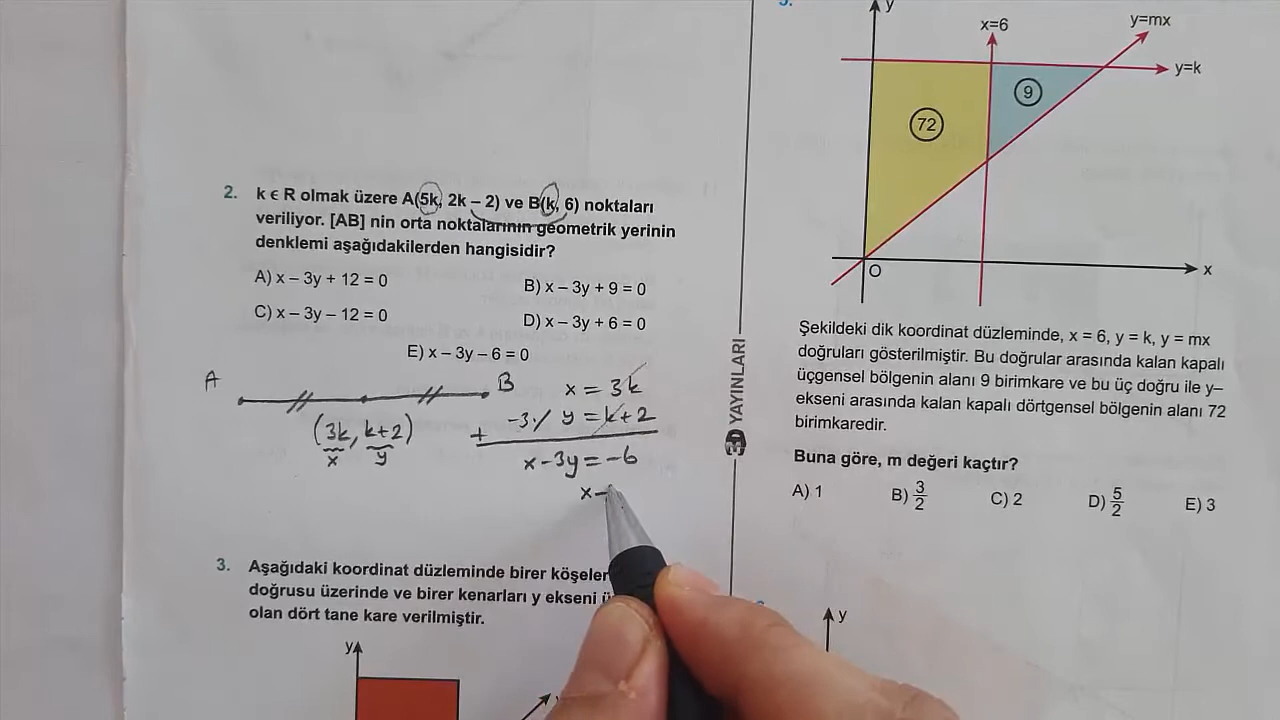 2. k ∈ R olmak üzere A(5k, 2k – 2) ve B(k, 6) noktaları
veriliyor. [AB] nin orta noktalarının geometrik yerinin
denklemi aşağıdakilerden hangisidir?
A) x – 3y + 12 = 0
B) x – 3y + 9 = 0
C) x – 3y – 12 = 0
D) x – 3y + 6 = 0
E) x – 3y – 6 = 0
A
B
(3k, k+2)
x y
x = 3k
-3/ y = k+2
+
x-3y = -6
x-
3. Aşağıdaki koordinat düzleminde birer köşeler
doğrusu üzerinde ve birer kenarları y ekseni
olan dört tane kare verilmiştir.
y
3D YAYINLARI
5.
y
x=6
y=mx
y=k
72
9
O
x
Şekildeki dik koordinat düzleminde, x = 6, y = k, y = mx
doğruları gösterilmiştir. Bu doğrular arasında kalan kapalı
üçgensel bölgenin alanı 9 birimkare ve bu üç doğru ile y–
ekseni arasında kalan kapalı dörtgensel bölgenin alanı 72
birimkaredir.
Buna göre, m değeri kaçtır?
A) 1
B) 3/2
C) 2
D) 5/2
E) 3
y